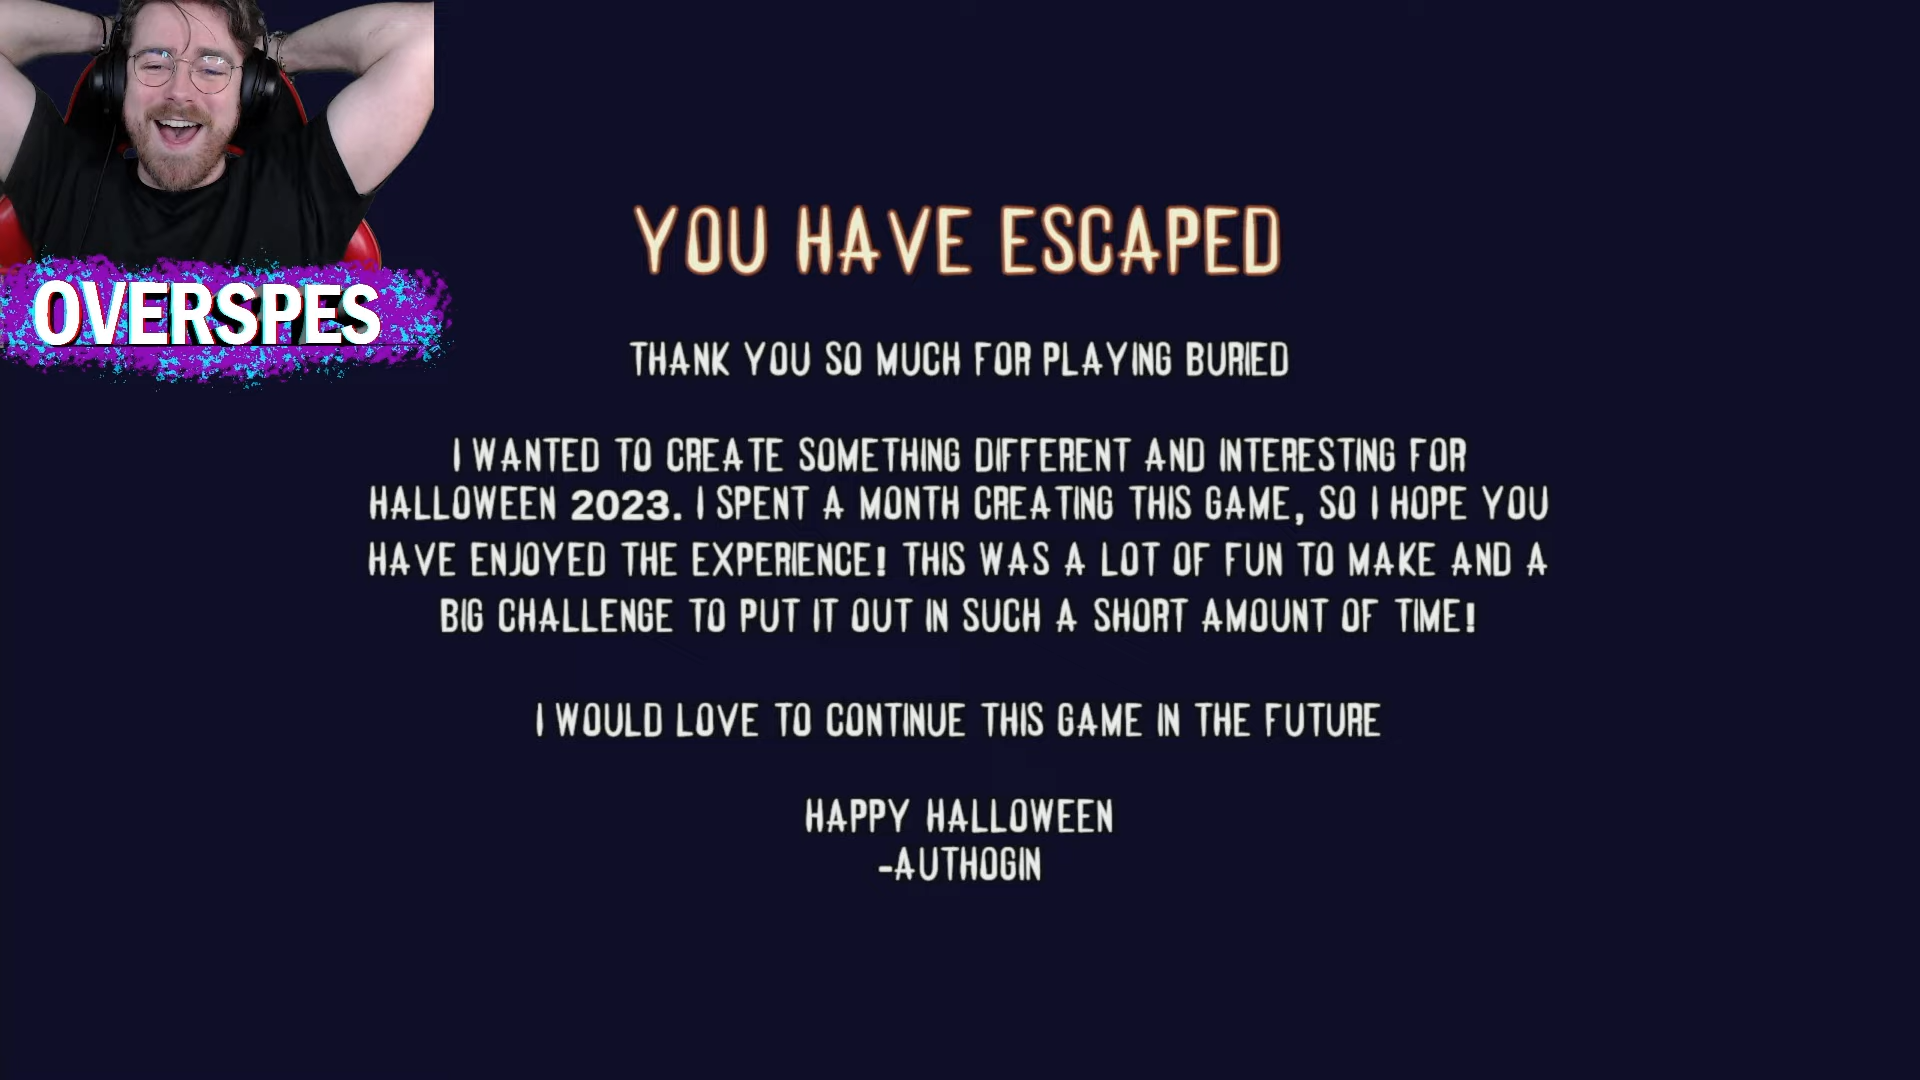 OVERSPES
YOU HAVE ESCAPED
THANK YOU SO MUCH FOR PLAYING BURIED
I WANTED TO CREATE SOMETHING DIFFERENT AND INTERESTING FOR
HALLOWEEN 2023. I SPENT A MONTH CREATING THIS GAME, SO I HOPE YOU
HAVE ENJOYED THE EXPERIENCE! THIS WAS A LOT OF FUN TO MAKE AND A
BIG CHALLENGE TO PUT IT OUT IN SUCH A SHORT AMOUNT OF TIME!
I WOULD LOVE TO CONTINUE THIS GAME IN THE FUTURE
HAPPY HALLOWEEN
-AUTHOGIN